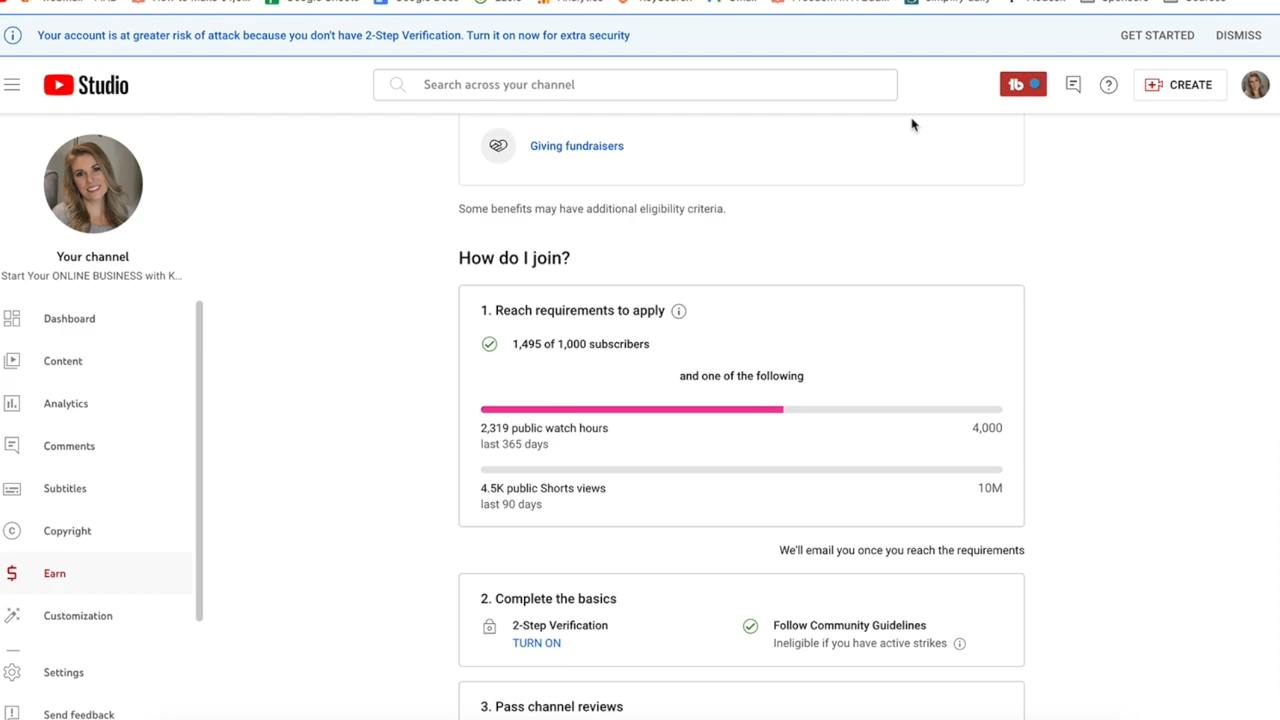 Your account is at greater risk of attack because you don't have 2-Step Verification. Turn it on now for extra security
GET STARTED
DISMISS
Studio
Search across your channel
tb
CREATE
Giving fundraisers
Some benefits may have additional eligibility criteria.
Your channel
Start Your ONLINE BUSINESS with K...
Dashboard
Content
Analytics
Comments
Subtitles
Copyright
Earn
Customization
Settings
Send feedback
How do I join?
1. Reach requirements to apply
1,495 of 1,000 subscribers
and one of the following
2,319 public watch hours
4,000
last 365 days
4.5K public Shorts views
10M
last 90 days
We'll email you once you reach the requirements
2. Complete the basics
2-Step Verification
TURN ON
Follow Community Guidelines
Ineligible if you have active strikes
3. Pass channel reviews